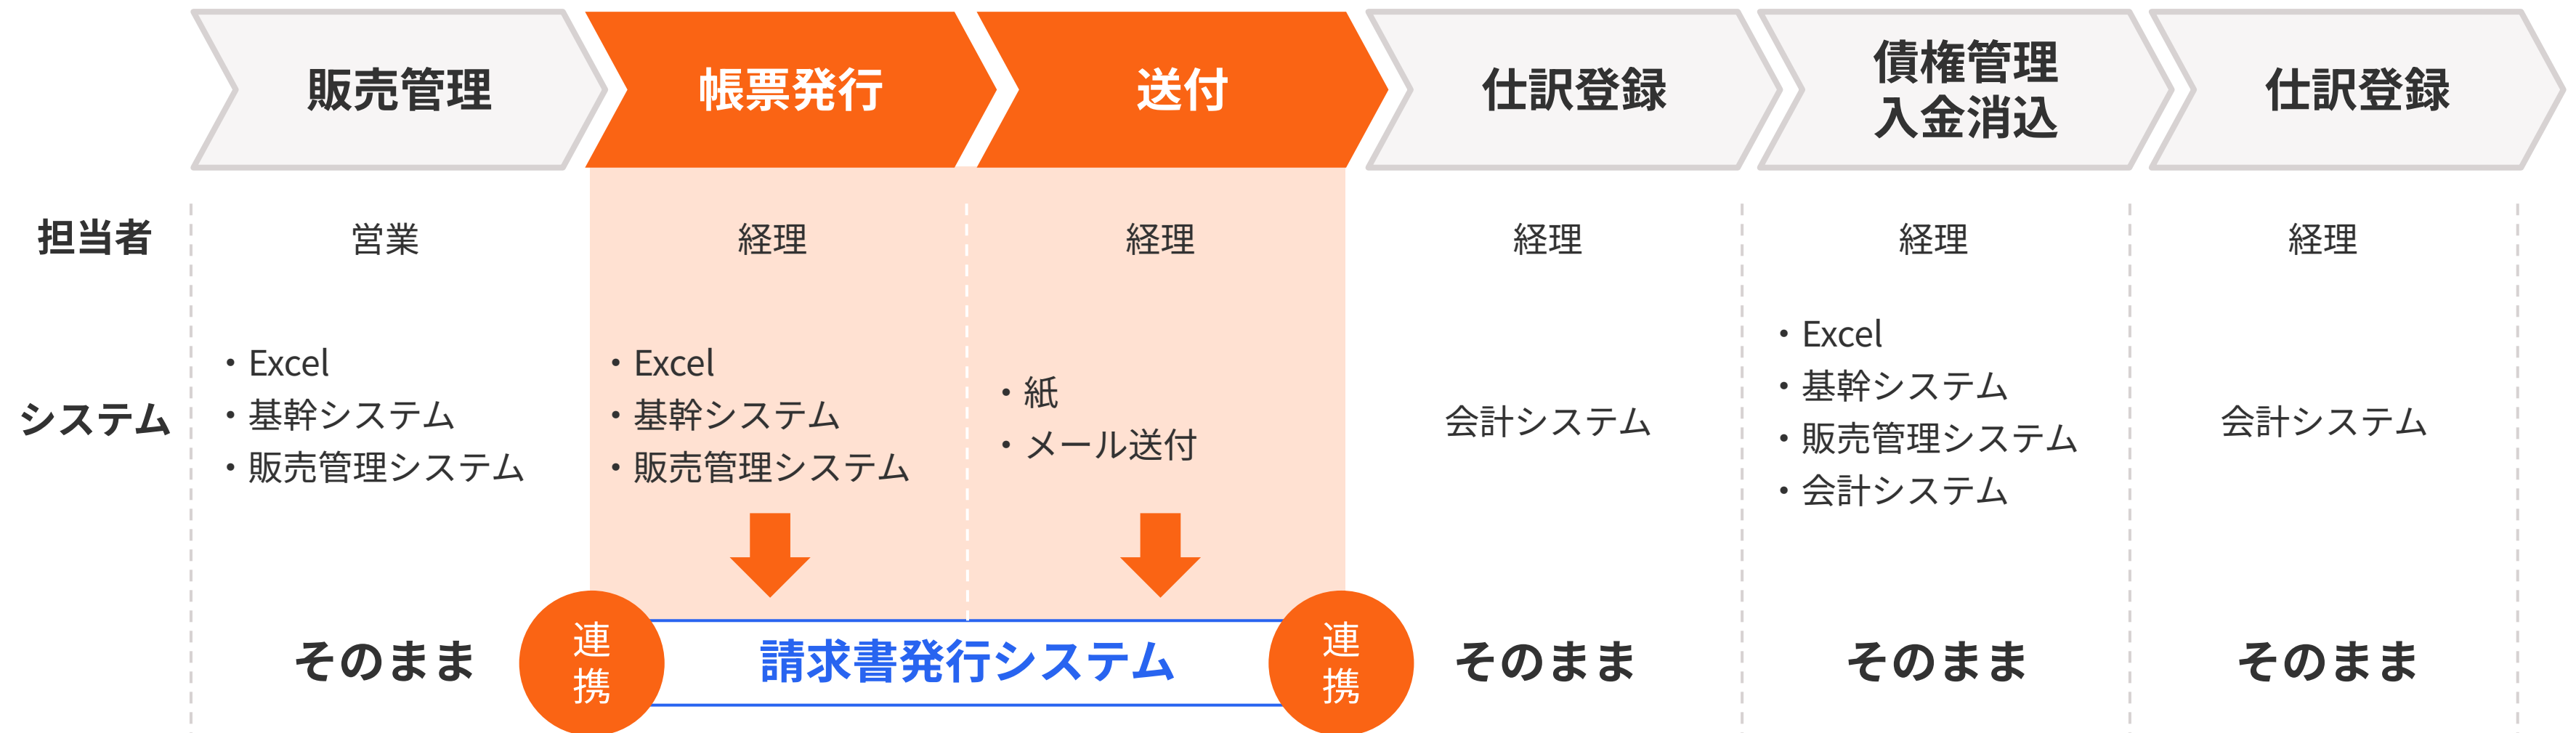 販売管理
帳票発行
送付
仕訳登録
債権管理
入金消込
仕訳登録
担当者
営業
経理
経理
経理
経理
経理
システム
・Excel
・基幹システム
・販売管理システム
・Excel
・基幹システム
・販売管理システム
・紙
・メール送付
会計システム
・Excel
・基幹システム
・販売管理システム
・会計システム
会計システム
そのまま
連携
請求書発行システム
連携
そのまま
そのまま
そのまま